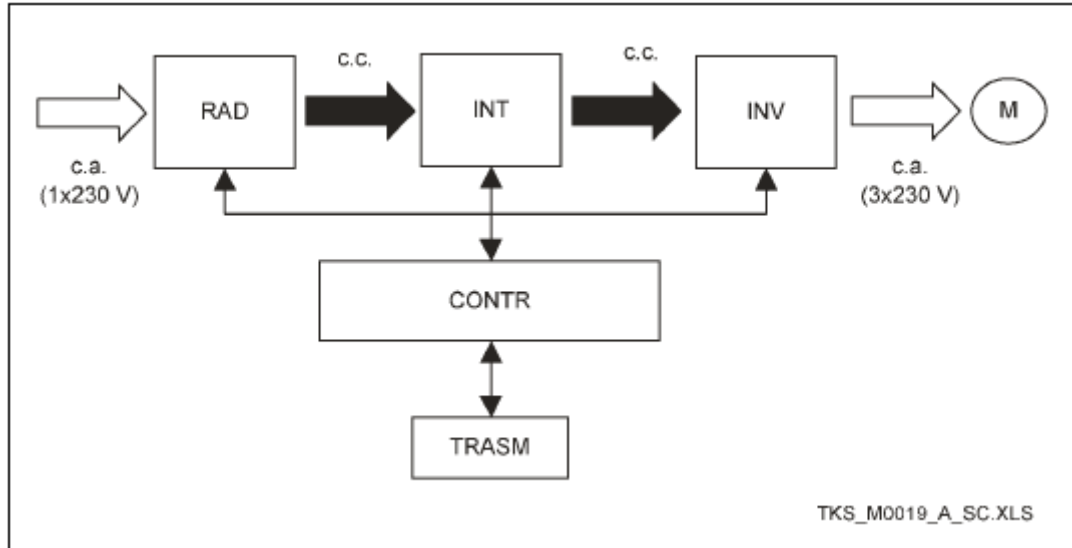 c.c.
c.c.
RAD
INT
INV
M
c.a.
(1x230 V)
c.a.
(3x230 V)
CONTR
TRASM
TKS_M0019_A_SC.XLS